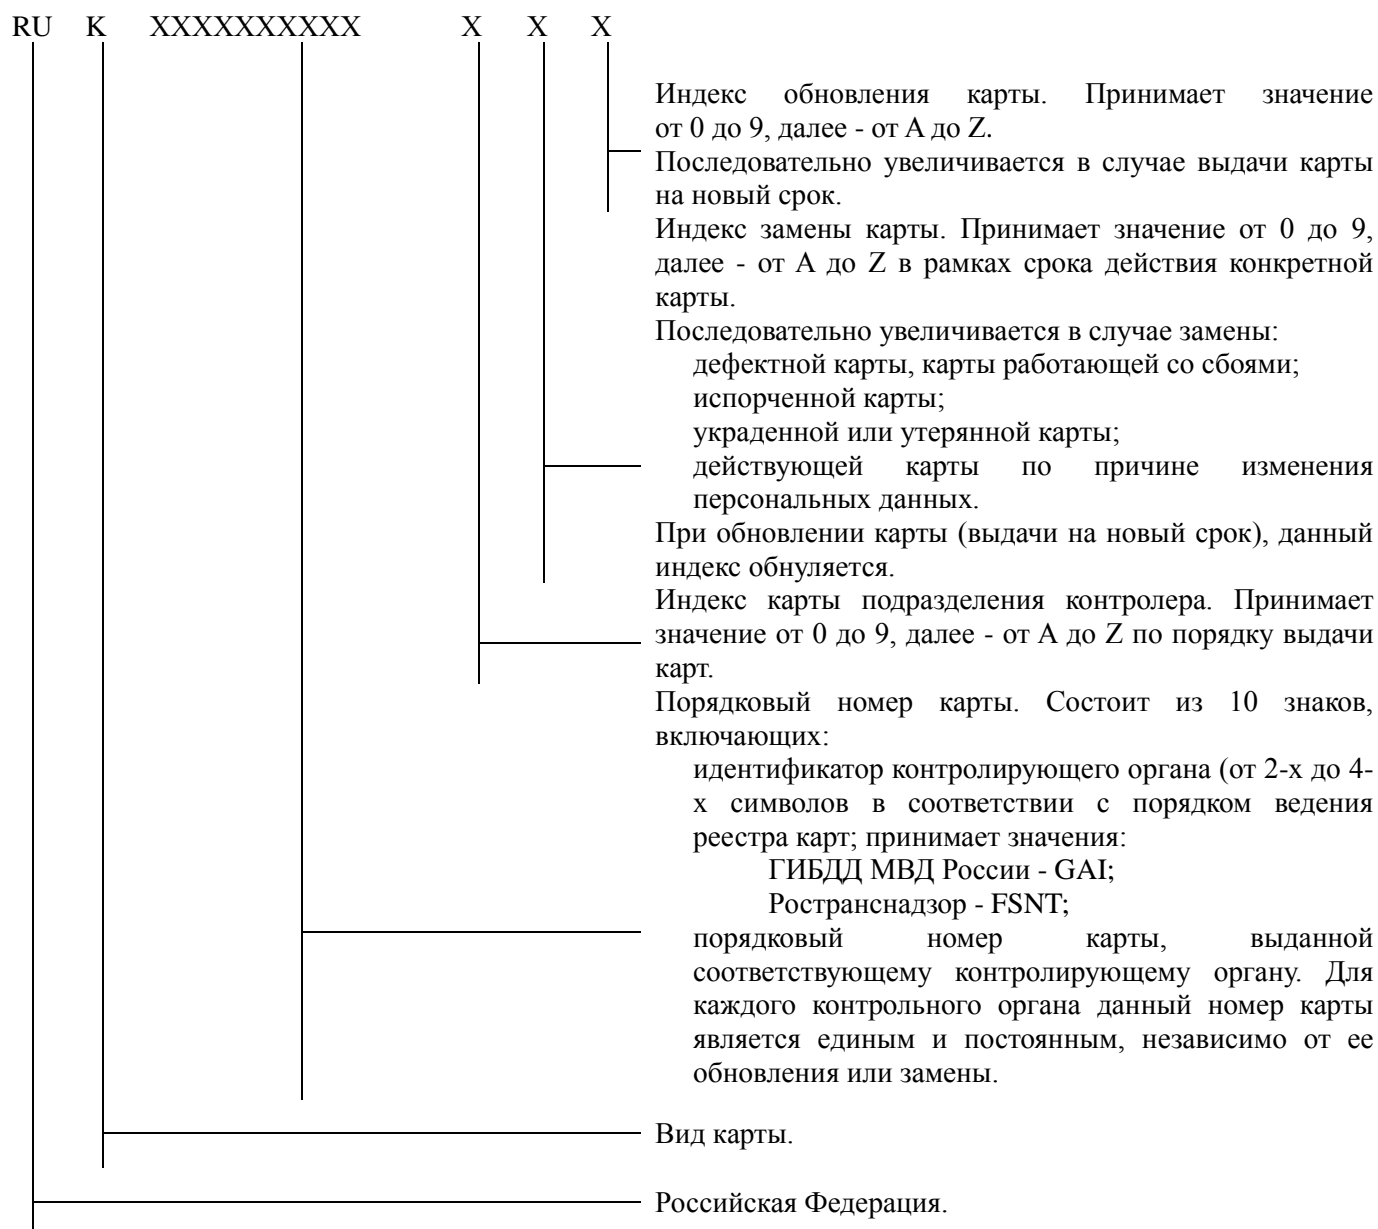 RU K XXXXXXXXXX X X X
Индекс обновления карты. Принимает значение
от 0 до 9, далее - от A до Z.
Последовательно увеличивается в случае выдачи карты
на новый срок.
Индекс замены карты. Принимает значение от 0 до 9,
далее - от A до Z в рамках срока действия конкретной
карты.
Последовательно увеличивается в случае замены:
дефектной карты, карты работающей со сбоями;
испорченной карты;
украденной или утерянной карты;
действующей карты по причине изменения
персональных данных.
При обновлении карты (выдачи на новый срок), данный
индекс обнуляется.
Индекс карты подразделения контролера. Принимает
значение от 0 до 9, далее - от A до Z по порядку выдачи
карт.
Порядковый номер карты. Состоит из 10 знаков,
включающих:
идентификатор контролирующего органа (от 2-х до 4-
х символов в соответствии с порядком ведения
реестра карт; принимает значения:
ГИБДД МВД России - GAI;
Ространснадзор - FSNT;
порядковый номер карты, выданной
соответствующему контролирующему органу. Для
каждого контрольного органа данный номер карты
является единым и постоянным, независимо от ее
обновления или замены.
Вид карты.
Российская Федерация.